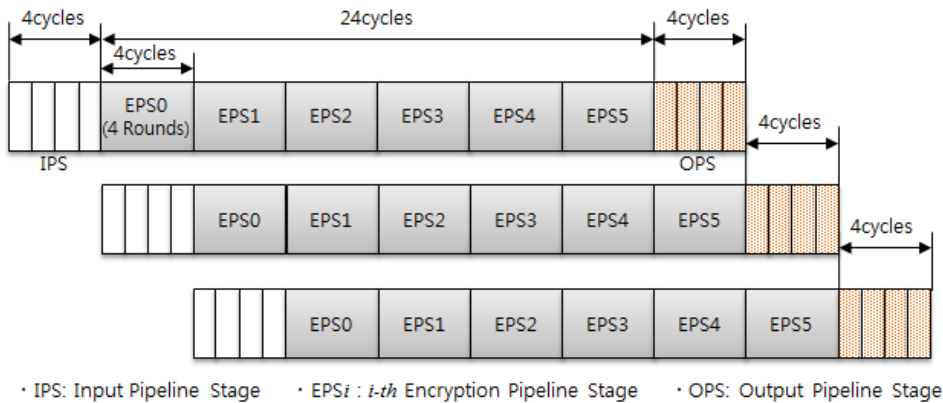 4cycles 24cycles 4cycles
4cycles
EPS0
(4 Rounds) EPS1 EPS2 EPS3 EPS4 EPS5
4cycles
IPS OPS
EPS0 EPS1 EPS2 EPS3 EPS4 EPS5
4cycles
EPS0 EPS1 EPS2 EPS3 EPS4 EPS5
· IPS: Input Pipeline Stage · EPSi : i-th Encryption Pipeline Stage · OPS: Output Pipeline Stage